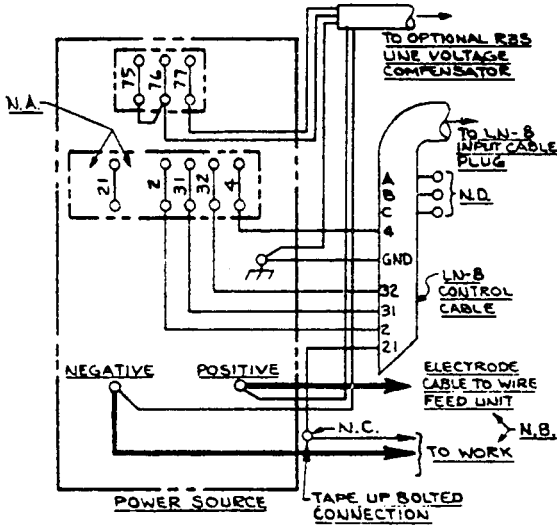 TO OPTIONAL RBS
LINE VOLTAGE
COMPENSATOR
75
76
77
N.A.
TO LN-8
INPUT CABLE
PLUG
21
2
31
32
4
A
B
C
N.D.
4
GND
LN-8
CONTROL
CABLE
32
31
2
21
NEGATIVE
POSITIVE
ELECTRODE
CABLE TO WIRE
FEED UNIT
N.C.
N.B.
TO WORK
POWER SOURCE
TAPE UP BOLTED
CONNECTION